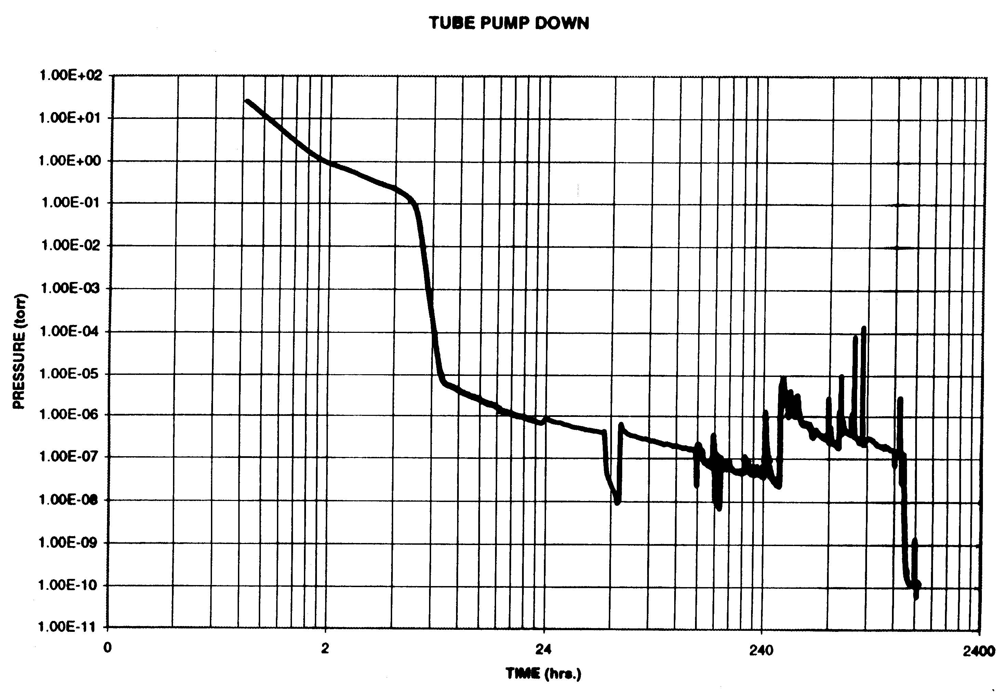 TUBE PUMP DOWN
1.00E+02
1.00E+01
1.00E+00
1.00E-01
1.00E-02
1.00E-03
1.00E-04
1.00E-05
1.00E-06
1.00E-07
1.00E-08
1.00E-09
1.00E-10
1.00E-11
PRESSURE (torr)
0 2 24 240 2400
TIME (hrs.)